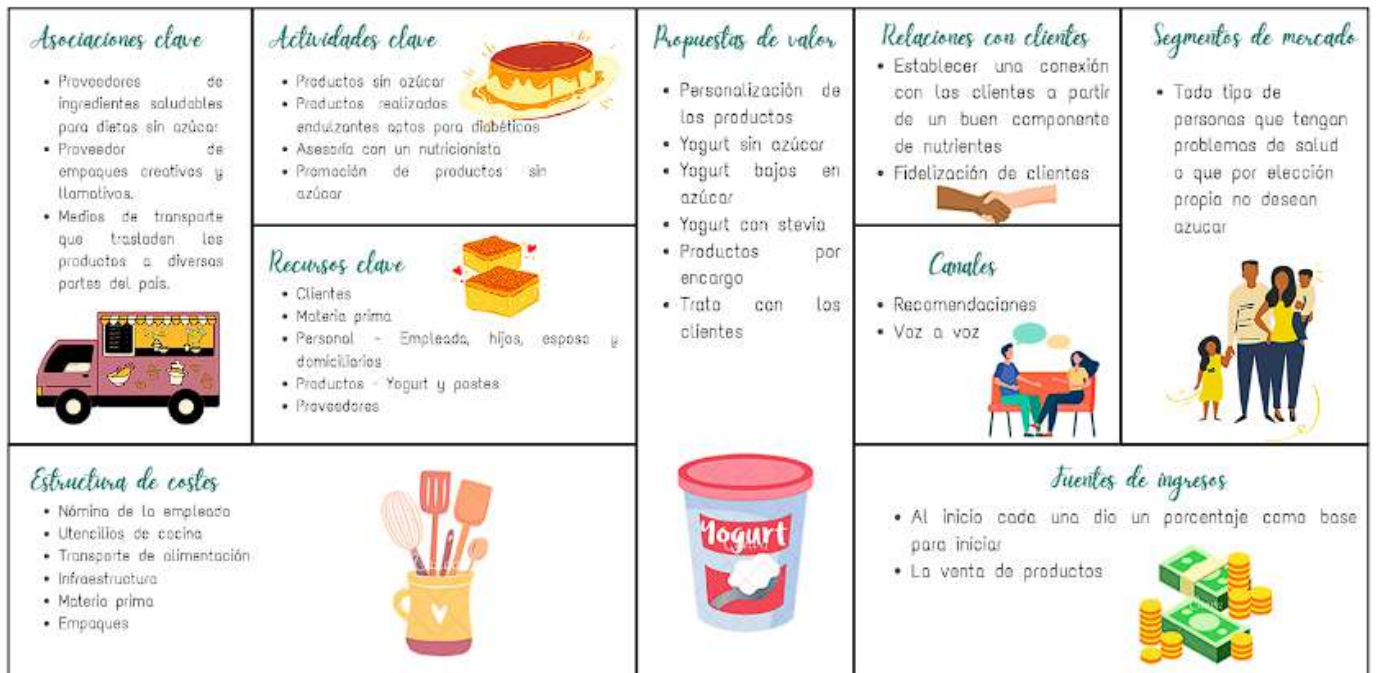 Asociaciones clave
• Proveedores de
ingredientes saludables
para dietas sin azúcar.
• Proveedor de
empaques creativos y
llamativos.
• Medios de transporte
que trasladen los
productos a diversas
partes del país.
Actividades clave
• Productos sin azúcar
• Productos realizados
endulzantes aptos para diabéticos
• Asesoría con un nutricionista
• Promoción de productos sin
azúcar
Recursos clave
• Clientes
• Materia prima
• Personal - Empleada, hijos, esposo y
domiciliarios
• Productos - Yogurt y postes
• Proveedores
Propuestas de valor
• Personalización de
los productos
• Yogurt sin azúcar
• Yogurt bajos en
azúcar
• Yogurt con stevia
• Productos por
encargo
• Trato con los
clientes
Yogurt
Relaciones con clientes
• Establecer una conexión
con los clientes a partir
de un buen componente
de nutrientes
• Fidelización de clientes
Canales
• Recomendaciones
• Voz a voz
Segmentos de mercado
• Todo tipo de
personas que tengan
problemas de salud
o que por elección
propia no desean
azucar
Estructura de costes
• Nómina de la empleada
• Utencilios de cocina
• Transporte de alimentación
• Infraestructura
• Materia prima
• Empaques
Fuentes de ingresos
• Al inicio cada una dio un porcentaje como base
para iniciar
• La venta de productos